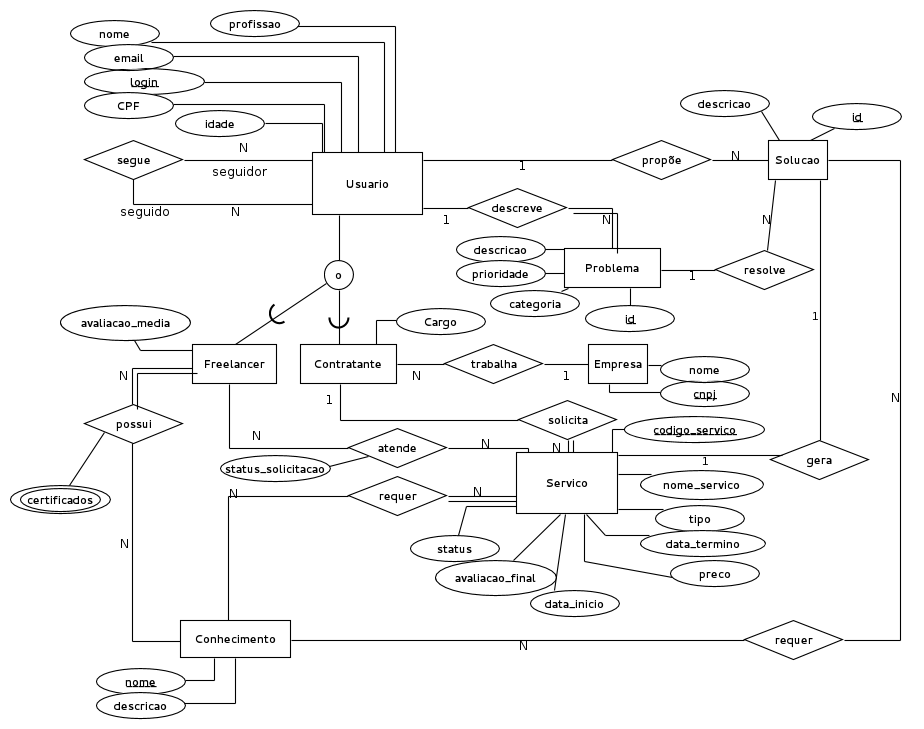 profissao
nome
email
login
CPF
idade
descricao
id
segue
N
seguidor
seguido
N
Usuario
1
propõe
N
Solucao
1
descreve
N
N
descricao
prioridade
categoria
Problema
id
1
resolve
o
avaliacao_media
Cargo
1
Freelancer
Contratante
N
trabalha
1
Empresa
nome
cnpj
N
1
N
possui
solicita
codigo_servico
N
atende
N
N
status_solicitacao
1
gera
Servico
nome_servico
certificados
N
requer
N
tipo
data_termino
status
avaliacao_final
preco
data_inicio
N
Conhecimento
N
requer
nome
descricao